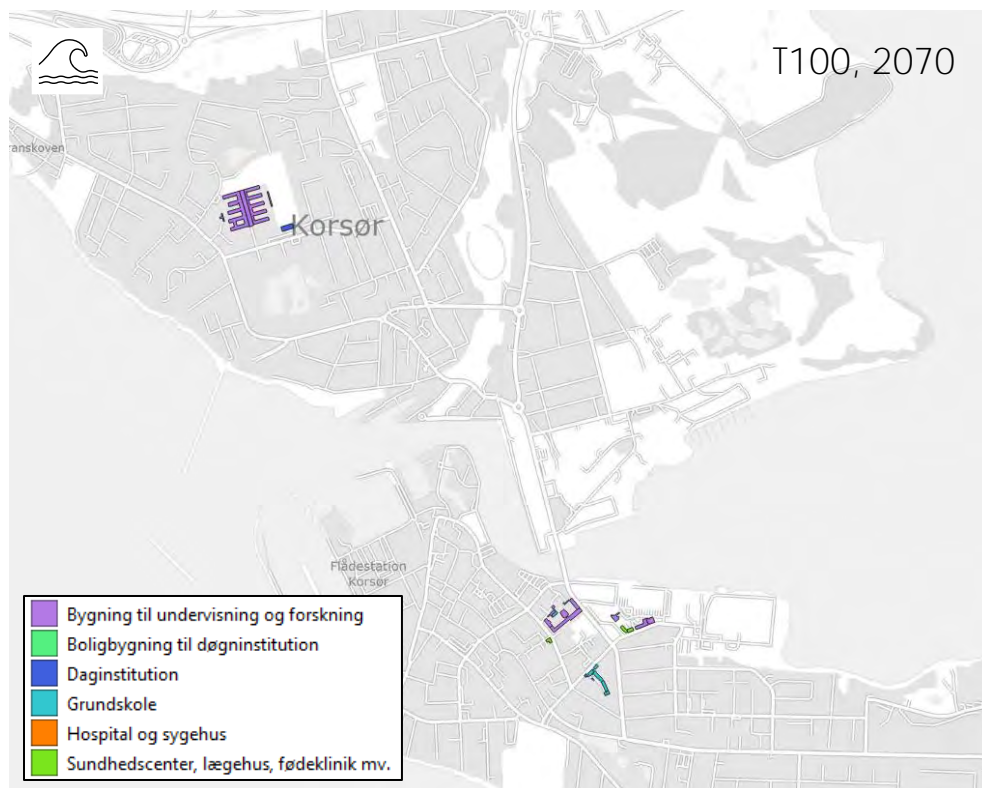 T100, 2070
ranskoven
Korsør
Flådestation
Korsør
Bygning til undervisning og forskning
Boligbygning til døgninstitution
Daginstitution
Grundskole
Hospital og sygehus
Sundhedscenter, lægehus, fødeklinik mv.